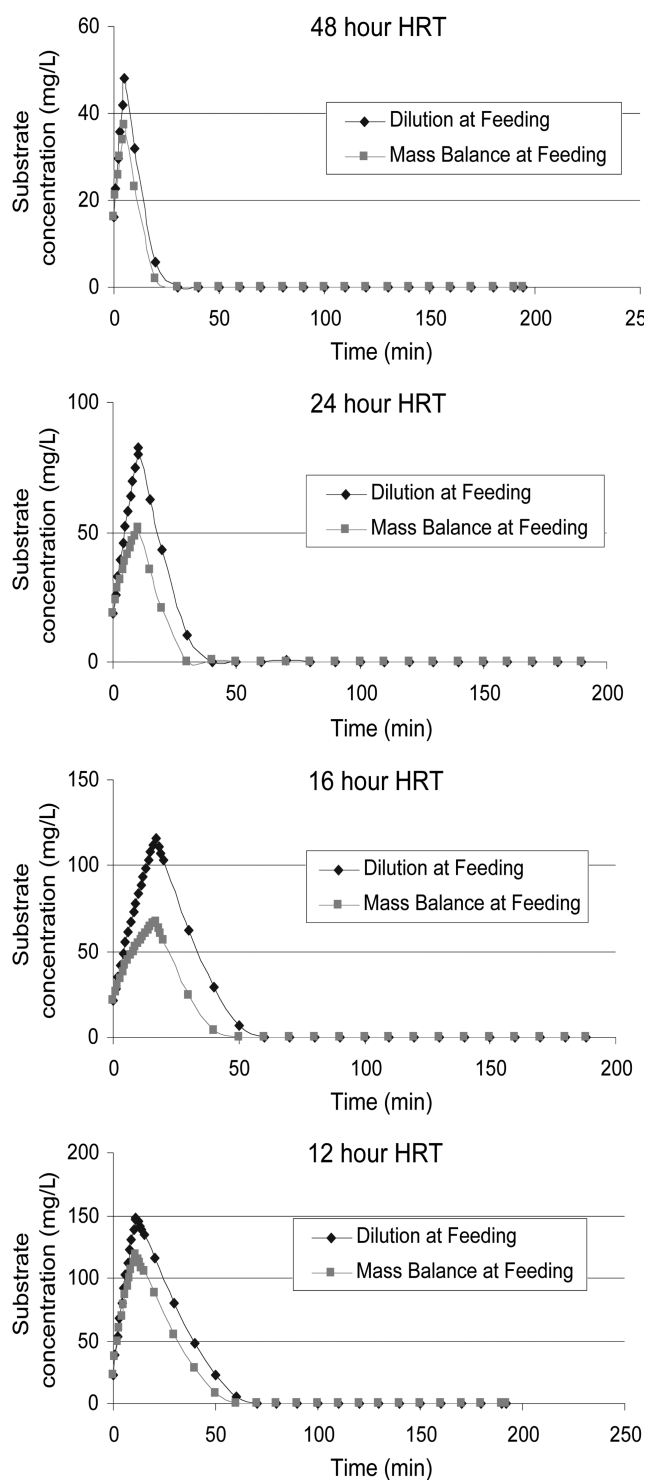 48 hour HRT
60
40
20
0
Substrate
concentration (mg/L)
Dilution at Feeding
Mass Balance at Feeding
0 50 100 150 200 25
Time (min)
24 hour HRT
100
50
0
Substrate
concentration (mg/L)
Dilution at Feeding
Mass Balance at Feeding
0 50 100 150 200
Time (min)
16 hour HRT
150
100
50
0
Substrate
concentration (mg/L)
Dilution at Feeding
Mass Balance at Feeding
0 50 100 150 200
Time (min)
12 hour HRT
200
150
100
50
0
Substrate
concentration (mg/L)
Dilution at Feeding
Mass Balance at Feeding
0 50 100 150 200 250
Time (min)